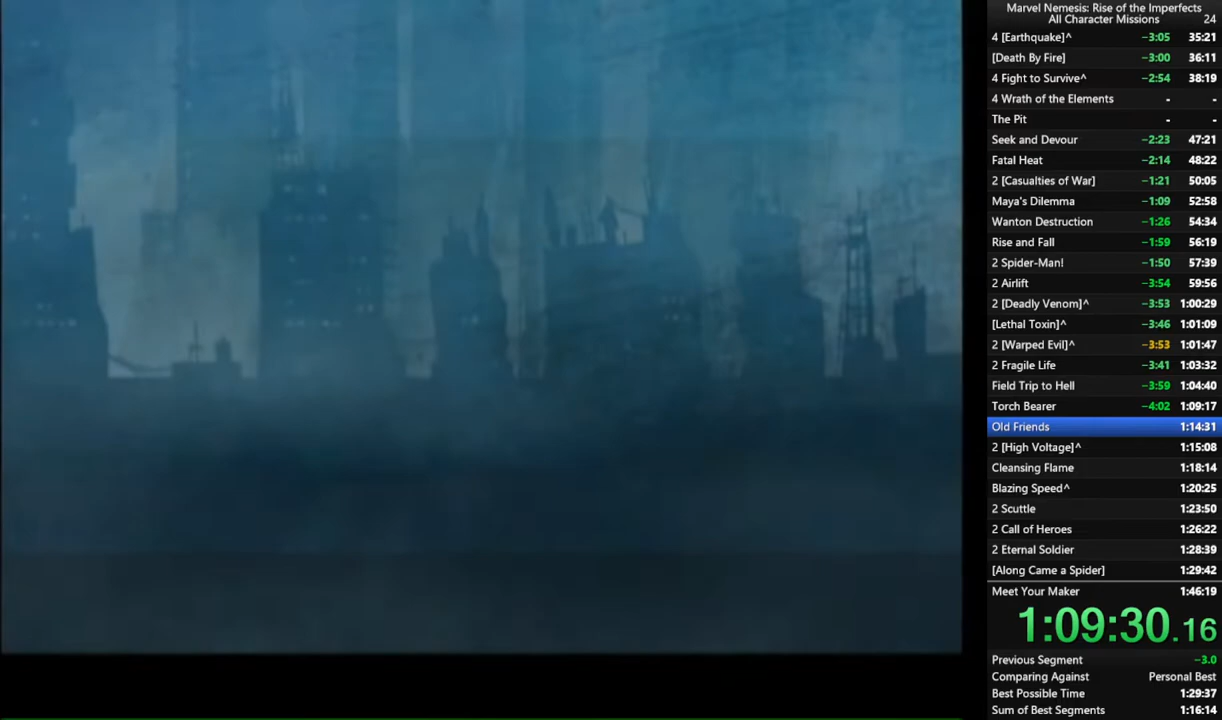 Marvel Nemesis: Rise of the Imperfects
All Character Missions 24
4 [Earthquake]^ −3:05 35:21
[Death By Fire] −3:00 36:11
4 Fight to Survive^ −2:54 38:19
4 Wrath of the Elements - -
The Pit - -
Seek and Devour −2:23 47:21
Fatal Heat −2:14 48:22
2 [Casualties of War] −1:21 50:05
Maya's Dilemma −1:09 52:58
Wanton Destruction −1:26 54:34
Rise and Fall −1:59 56:19
2 Spider-Man! −1:50 57:39
2 Airlift −3:54 59:56
2 [Deadly Venom]^ −3:53 1:00:29
[Lethal Toxin]^ −3:46 1:01:09
2 [Warped Evil]^ −3:53 1:01:47
2 Fragile Life −3:41 1:03:32
Field Trip to Hell −3:59 1:04:40
Torch Bearer −4:02 1:09:17
Old Friends 1:14:31
2 [High Voltage]^ 1:15:08
Cleansing Flame 1:18:14
Blazing Speed^ 1:20:25
2 Scuttle 1:23:50
2 Call of Heroes 1:26:22
2 Eternal Soldier 1:28:39
[Along Came a Spider] 1:29:42
Meet Your Maker 1:46:19
1:09:30.16
Previous Segment −3.0
Comparing Against Personal Best
Best Possible Time 1:29:37
Sum of Best Segments 1:16:14